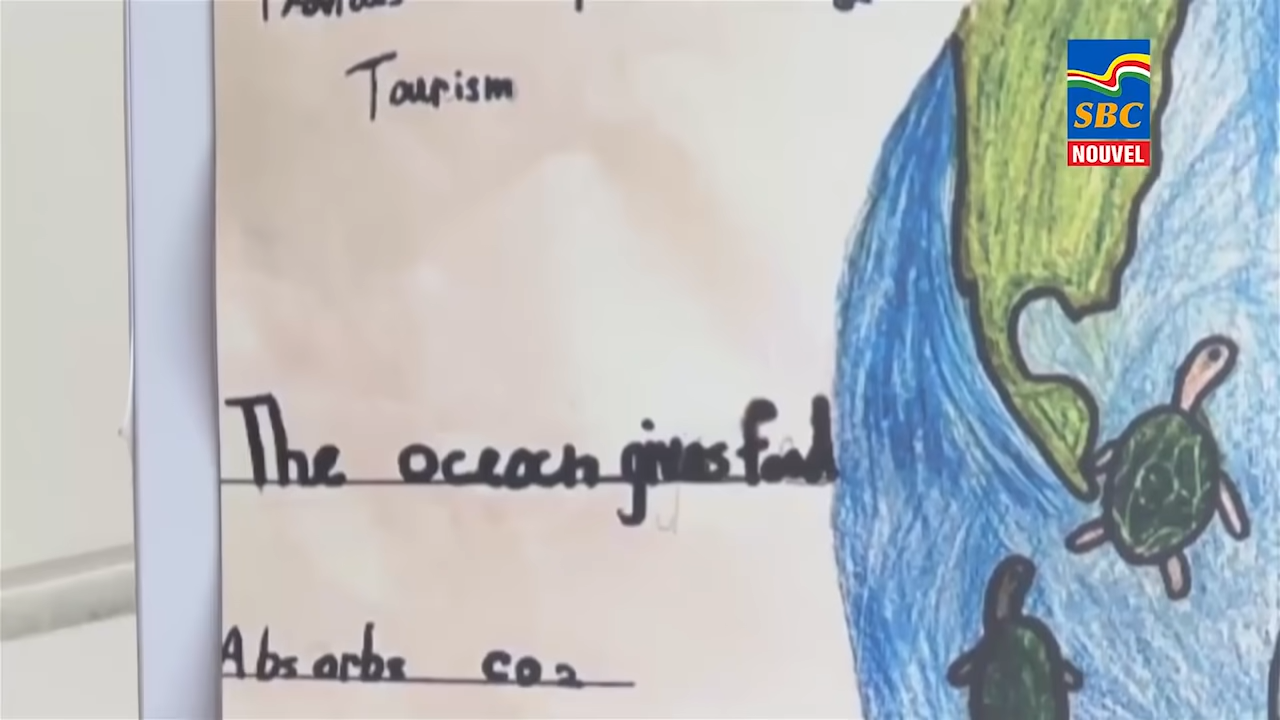 Tourism
SBC
NOUVEL
The ocean gives food
Absorbs co2